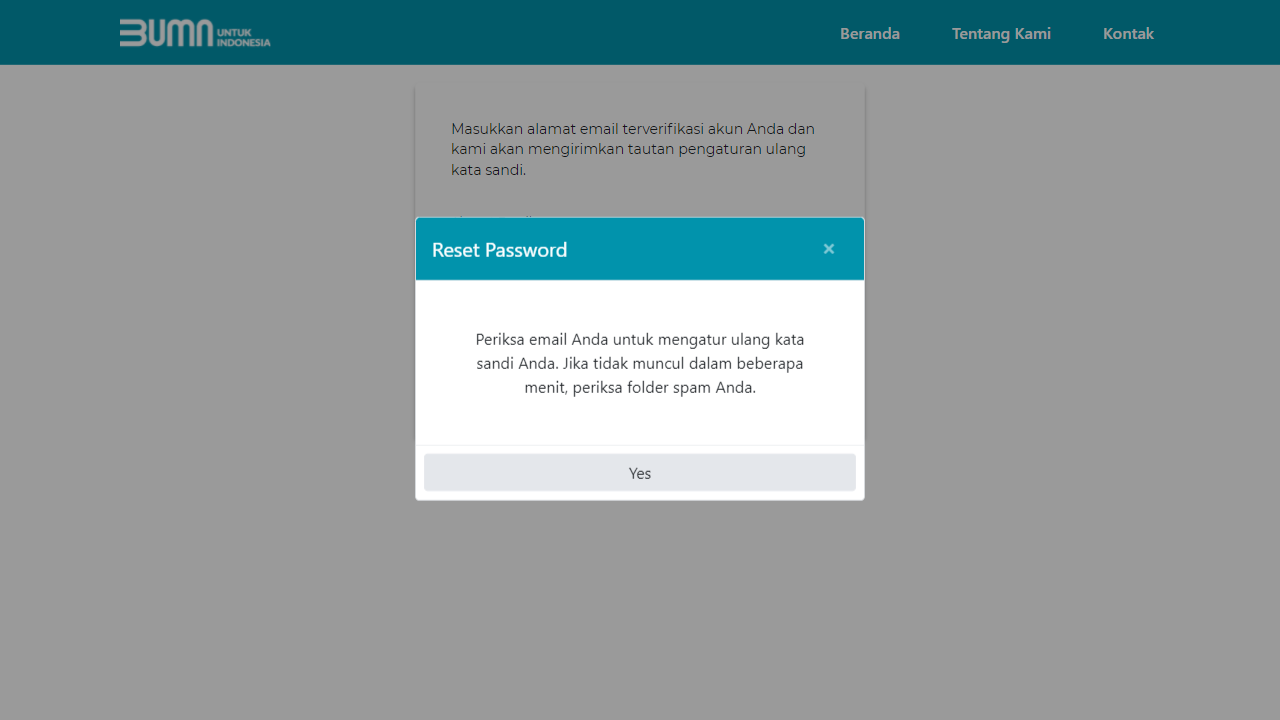 BUMN UNTUK
INDONESIA
Beranda Tentang Kami Kontak
Masukkan alamat email terverifikasi akun Anda dan
kami akan mengirimkan tautan pengaturan ulang
kata sandi.
Reset Password ×
Periksa email Anda untuk mengatur ulang kata
sandi Anda. Jika tidak muncul dalam beberapa
menit, periksa folder spam Anda.
Yes